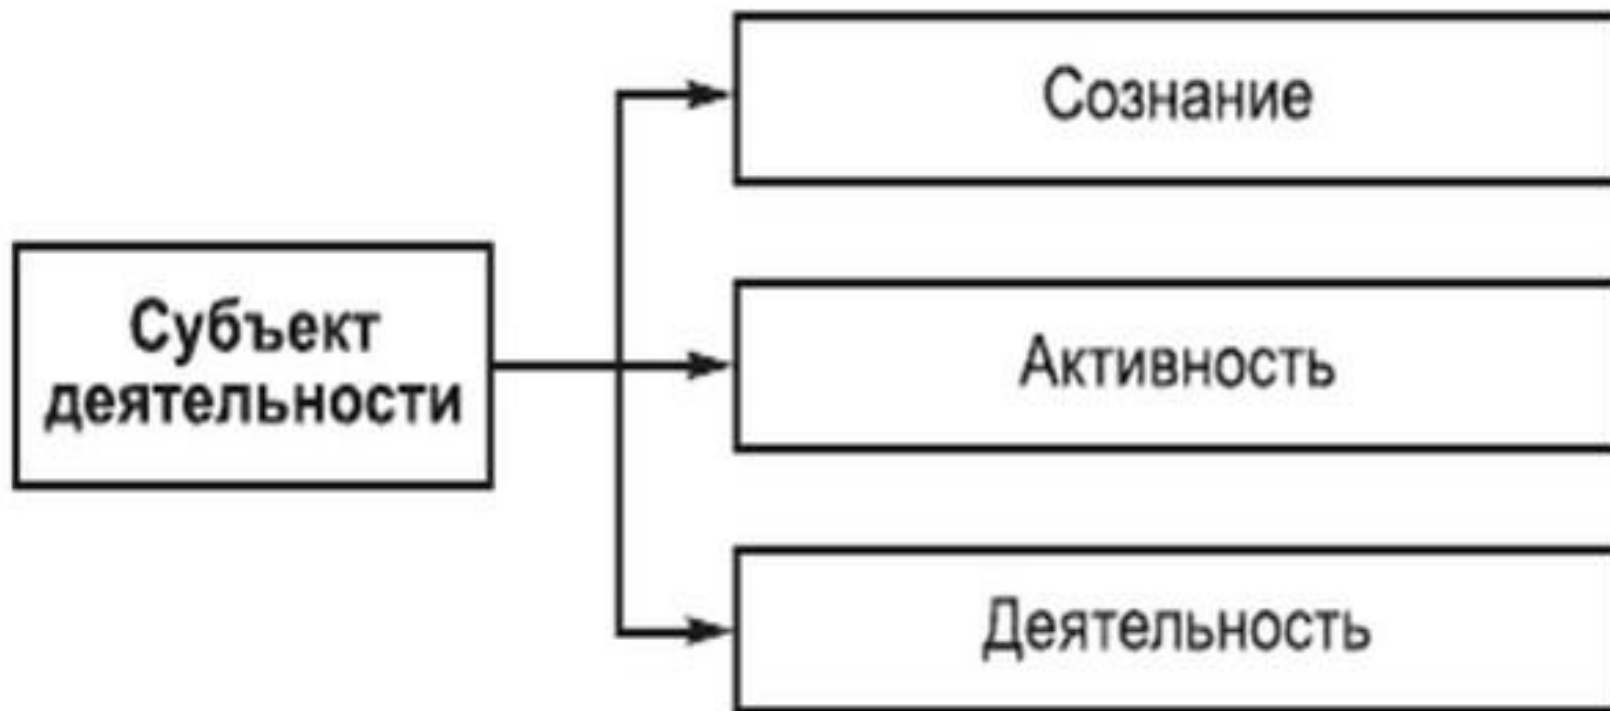 Сознание
Субъект
деятельности
Активность
Деятельность